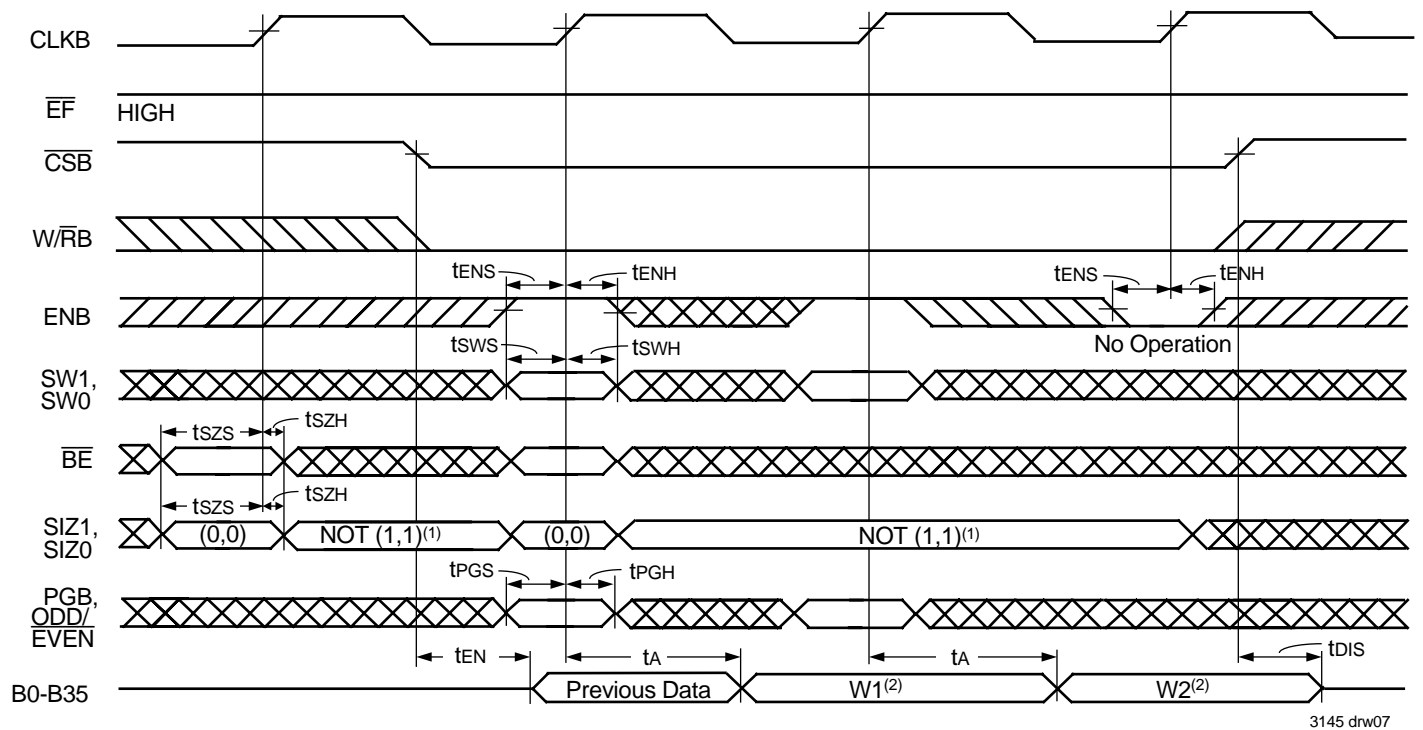 CLKB
EF
HIGH
CSB
W/RB
tENS
tENH
tENS
tENH
ENB
No Operation
tSWS
tSWH
SW1,
SW0
tSZS
tSZH
BE
tSZS
tSZH
SIZ1,
SIZ0
(0,0)
NOT (1,1)(1)
(0,0)
NOT (1,1)(1)
tPGS
tPGH
PGB,
ODD/
EVEN
tEN
tA
tA
tDIS
B0-B35
Previous Data
W1(2)
W2(2)
3145 drw07